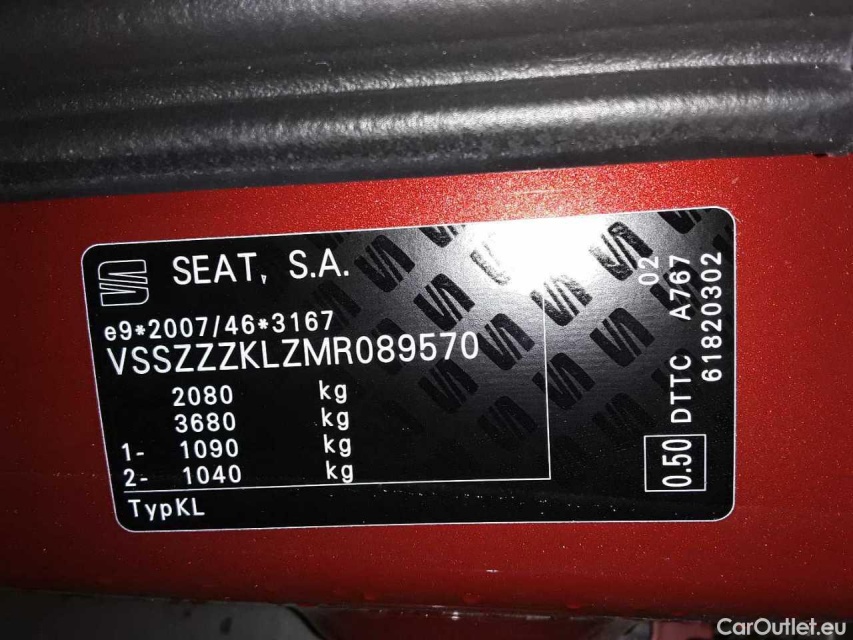 SEAT, S.A.
e9*2007/46*3167
VSSZZZKLZMR089570
2080 kg
3680 kg
1- 1090 kg
2- 1040 kg
TypKL
0.50 DTTC A767 02
61820302
CarOutlet.eu